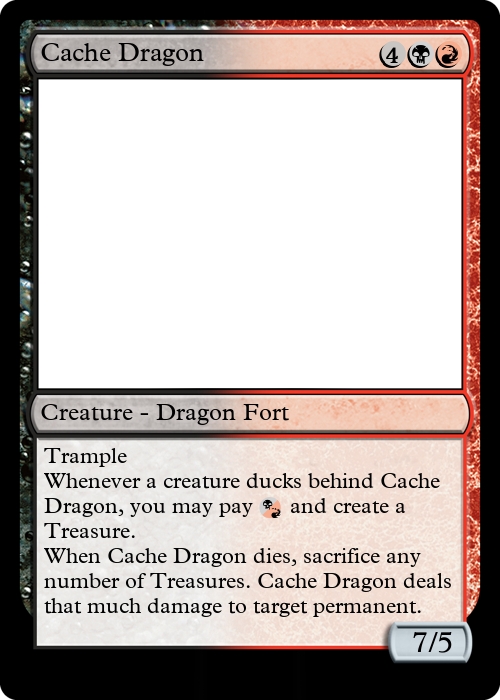 Cache Dragon 4
Creature - Dragon Fort
Trample
Whenever a creature ducks behind Cache
Dragon, you may pay and create a
Treasure.
When Cache Dragon dies, sacrifice any
number of Treasures. Cache Dragon deals
that much damage to target permanent.
7/5